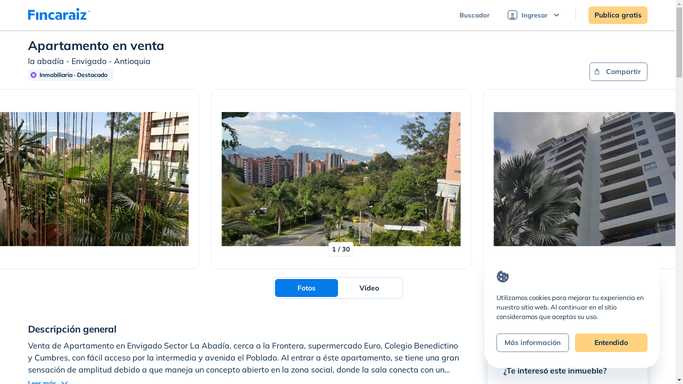 Fincaraiz
Buscador
Ingresar
Publica gratis
Apartamento en venta
la abadía - Envigado - Antioquia
Inmobiliaria · Destacado
Compartir
1 / 30
Fotos
Video
Descripción general
Venta de Apartamento en Envigado Sector La Abadía, cerca a la Frontera, supermercado Euro, Colegio Benedictino
y Cumbres, con fácil acceso por la intermedia y avenida el Poblado. Al entrar a éste apartamento, se tiene una gran
sensación de amplitud debido a que maneja un concepto abierto en la zona social, donde la sala conecta con un...
Leer más
Utilizamos cookies para mejorar tu experiencia en
nuestro sitio web. Al continuar en el sitio
consideramos que aceptas su uso.
Más información
Entendido
¿Te interesó este inmueble?